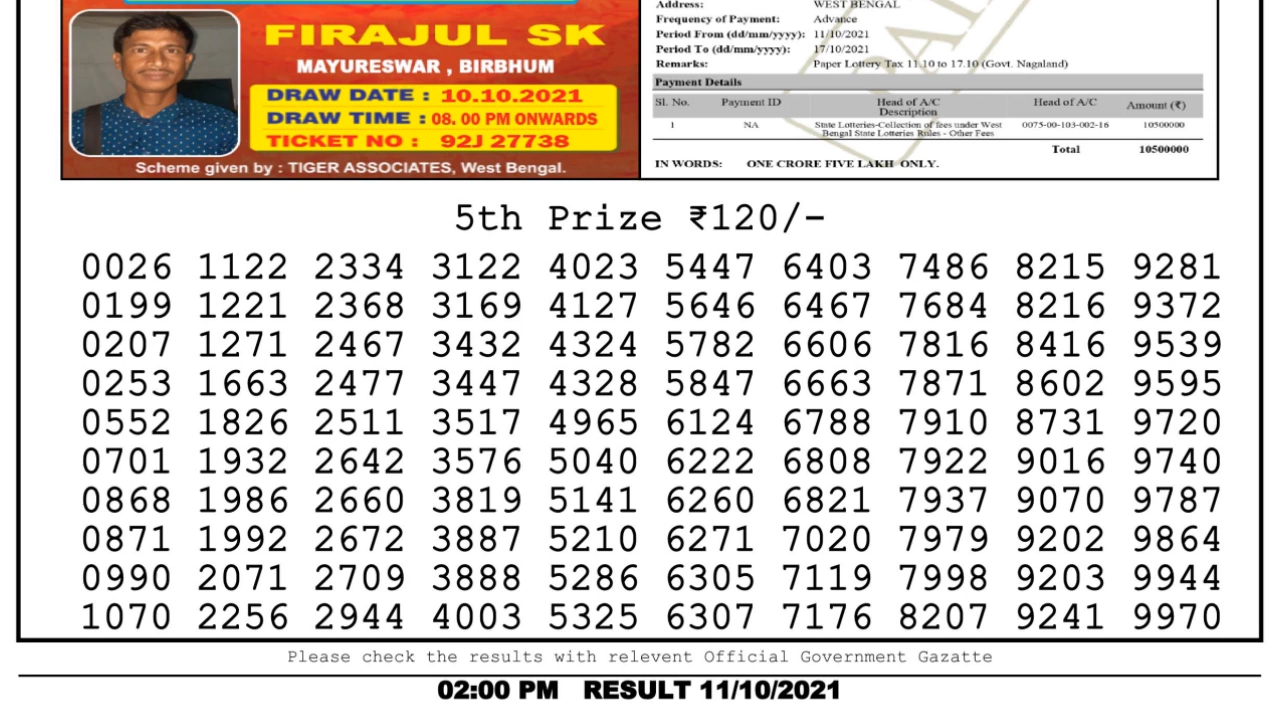 FIRAJUL SK
MAYURESWAR , BIRBHUM
DRAW DATE : 10.10.2021
DRAW TIME : 08. 00 PM ONWARDS
TICKET NO : 92J 27738
Scheme given by : TIGER ASSOCIATES, West Bengal.
Address: WEST BENGAL
Frequency of Payment: Advance
Period From (dd/mm/yyyy): 11/10/2021
Period To (dd/mm/yyyy): 17/10/2021
Remarks: Paper Lottery Tax 11.10 to 17.10 (Govt. Nagaland)
Payment Details
Sl. No. Payment ID Head of A/C Description Head of A/C Amount (₹)
1 NA State Lotteries-Collection of fees under West Bengal State Lotteries Rules - Other Fees 0075-00-103-002-16 10500000
Total 10500000
IN WORDS: ONE CRORE FIVE LAKH ONLY.
5th Prize ₹120/-
0026 1122 2334 3122 4023 5447 6403 7486 8215 9281
0199 1221 2368 3169 4127 5646 6467 7684 8216 9372
0207 1271 2467 3432 4324 5782 6606 7816 8416 9539
0253 1663 2477 3447 4328 5847 6663 7871 8602 9595
0552 1826 2511 3517 4965 6124 6788 7910 8731 9720
0701 1932 2642 3576 5040 6222 6808 7922 9016 9740
0868 1986 2660 3819 5141 6260 6821 7937 9070 9787
0871 1992 2672 3887 5210 6271 7020 7979 9202 9864
0990 2071 2709 3888 5286 6305 7119 7998 9203 9944
1070 2256 2944 4003 5325 6307 7176 8207 9241 9970
Please check the results with relevent Official Government Gazatte
02:00 PM RESULT 11/10/2021